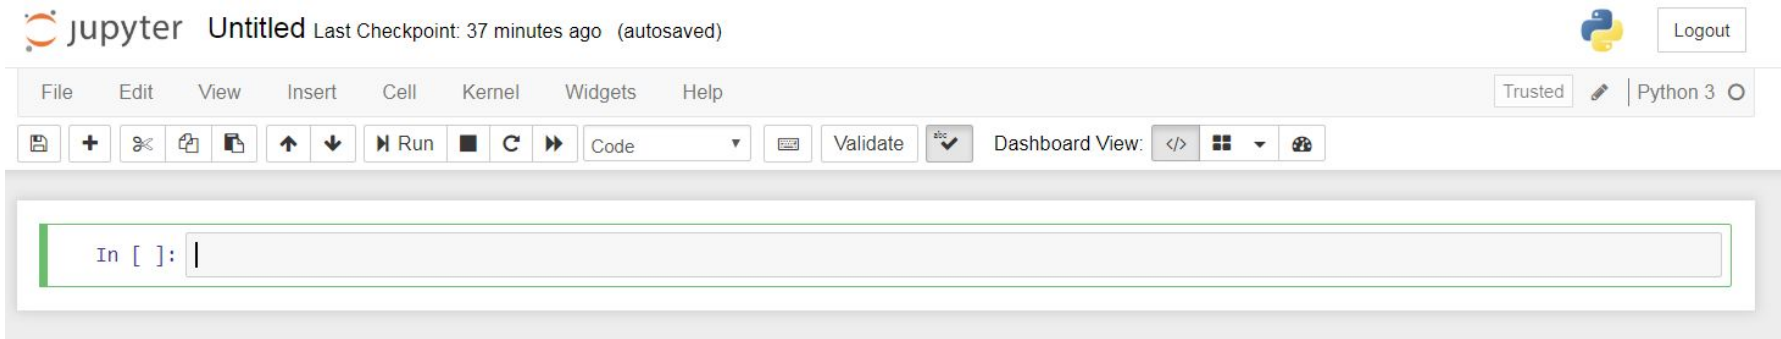 jupyter Untitled Last Checkpoint: 37 minutes ago (autosaved) Logout
File Edit View Insert Cell Kernel Widgets Help Trusted Python 3
Run Code Validate abc Dashboard View: </>
In [ ]: